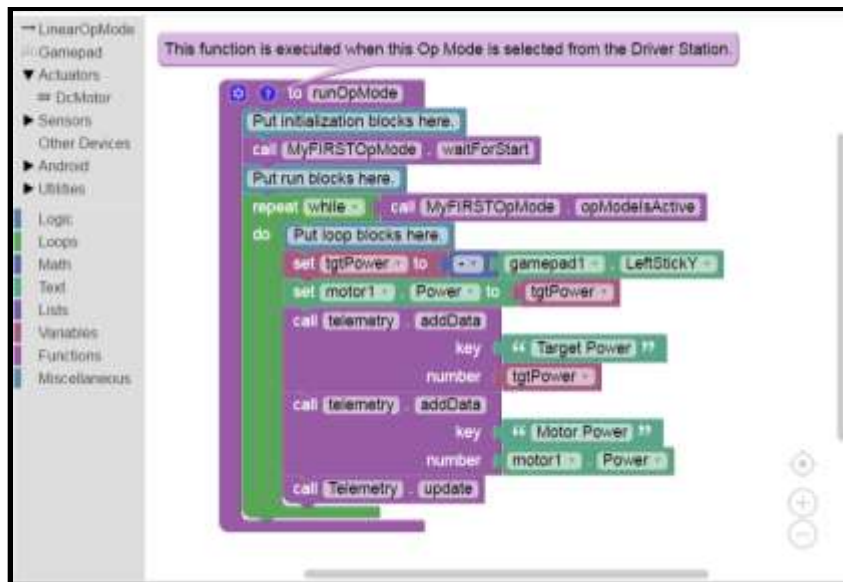 LinearOpMode
Gamepad
Actuators
DcMotor
Sensors
Other Devices
Android
Utilities
Logic
Loops
Math
Text
Lists
Variables
Functions
Miscellaneous
This function is executed when this Op Mode is selected from the Driver Station.
? to runOpMode
Put initialization blocks here.
call MyFIRSTOpMode . waitForStart
Put run blocks here.
repeat while call MyFIRSTOpMode . opModeIsActive
do Put loop blocks here.
set tgtPower to - gamepad1 . LeftStickY
set motor1 . Power to tgtPower
call telemetry . addData
key “ Target Power ”
number tgtPower
call telemetry . addData
key “ Motor Power ”
number motor1 . Power
call Telemetry . update